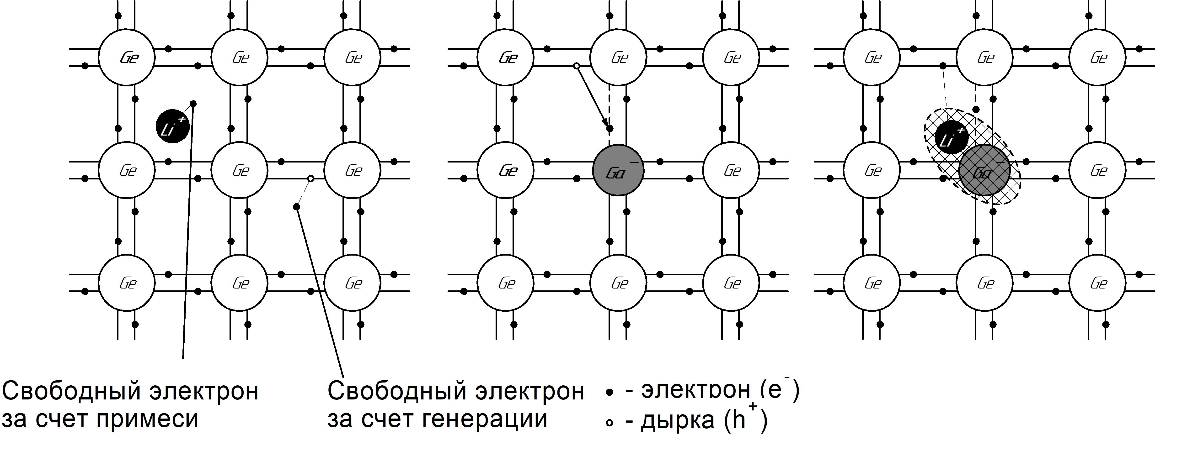 Ge Ge Ge Ge Ge Ge Ge Ge Ge
Li+ Li+
Ge Ge Ge Ge Ga- Ge Ge Ga- Ge
Ge Ge Ge Ge Ge Ge Ge Ge Ge
Свободный электрон
за счет примеси
Свободный электрон
за счет генерации
- электрон (e-)
- дырка (h+)